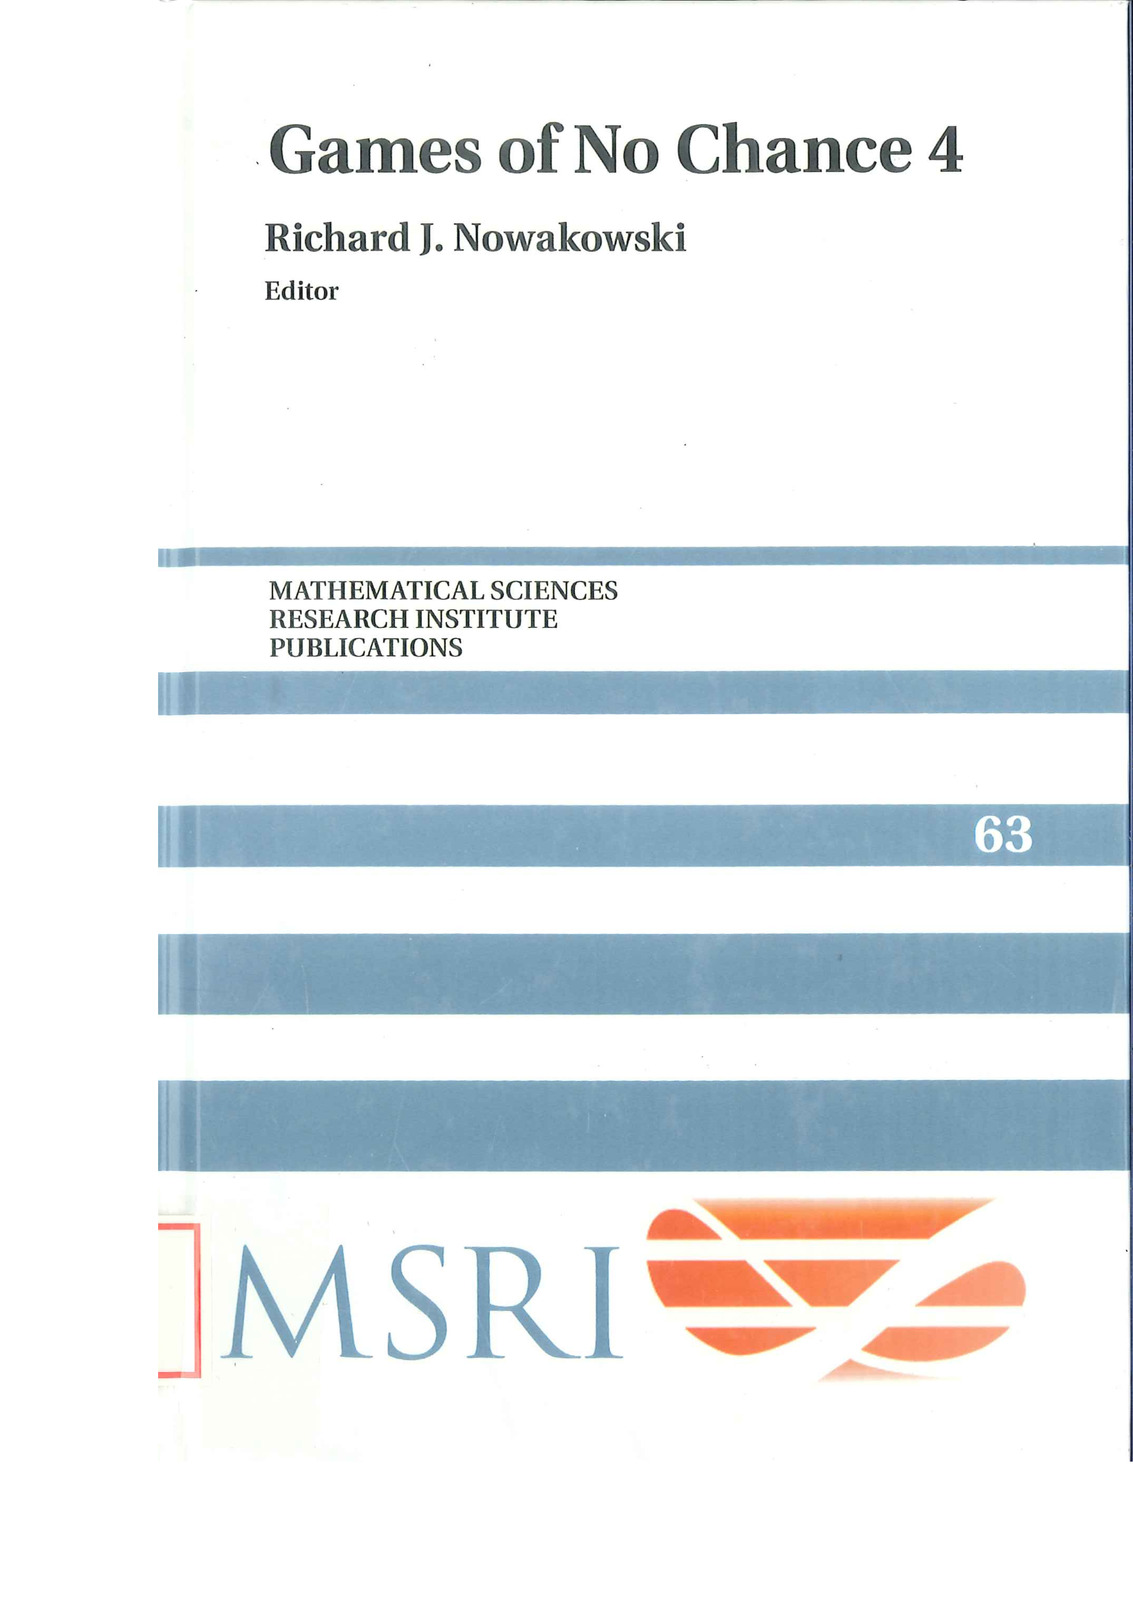 Games of No Chance 4
Richard J. Nowakowski
Editor
MATHEMATICAL SCIENCES
RESEARCH INSTITUTE
PUBLICATIONS
63
MSRI